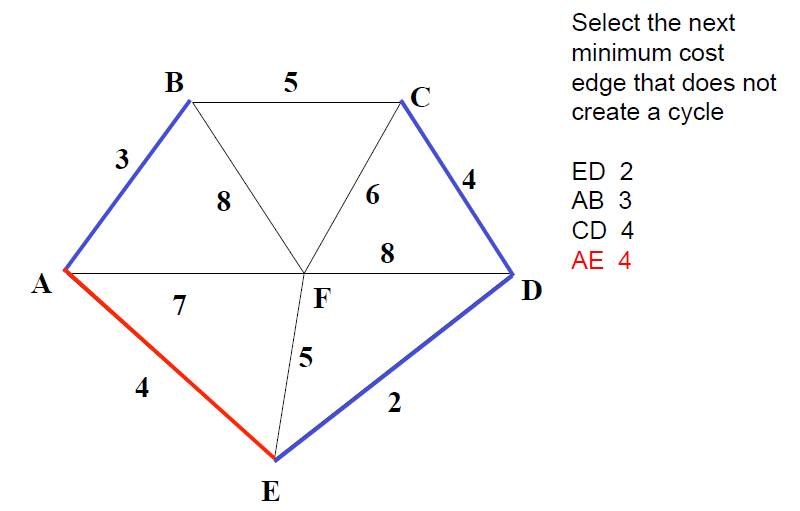 Select the next
minimum cost
edge that does not
create a cycle
ED 2
AB 3
CD 4
AE 4
B
5
C
3
8
6
4
8
A
7
F
D
5
4
2
E